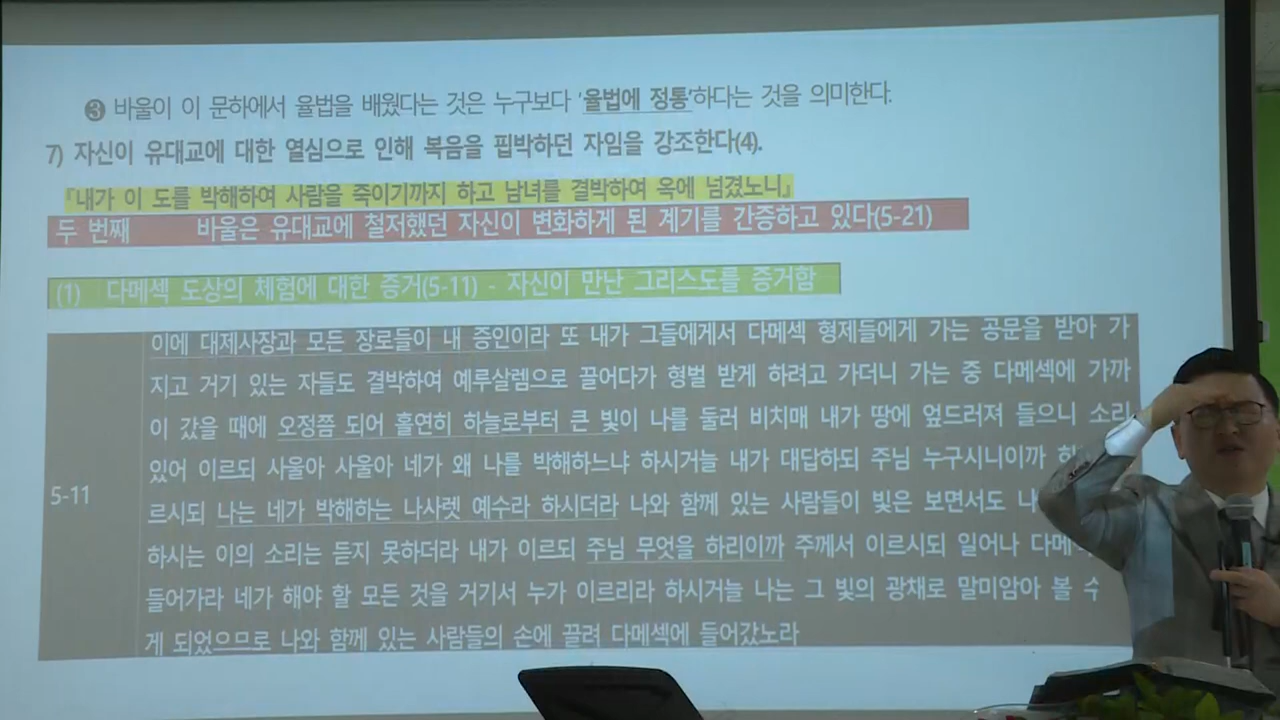 ❸ 바울이 이 문하에서 율법을 배웠다는 것은 누구보다 '율법에 정통'하다는 것을 의미한다.
7) 자신이 유대교에 대한 열심으로 인해 복음을 핍박하던 자임을 강조한다(4).
『내가 이 도를 박해하여 사람을 죽이기까지 하고 남녀를 결박하여 옥에 넘겼노니』
두 번째 바울은 유대교에 철저했던 자신이 변화하게 된 계기를 간증하고 있다(5-21)
(1) 다메섹 도상의 체험에 대한 증거(5-11) - 자신이 만난 그리스도를 증거함
5-11
이에 대제사장과 모든 장로들이 내 증인이라 또 내가 그들에게서 다메섹 형제들에게 가는 공문을 받아 가
지고 거기 있는 자들도 결박하여 예루살렘으로 끌어다가 형벌 받게 하려고 가더니 가는 중 다메섹에 가까
이 갔을 때에 오정쯤 되어 홀연히 하늘로부터 큰 빛이 나를 둘러 비치매 내가 땅에 엎드러져 들으니 소리
있어 이르되 사울아 사울아 네가 왜 나를 박해하느냐 하시거늘 내가 대답하되 주님 누구시니이까 하
르시되 나는 네가 박해하는 나사렛 예수라 하시더라 나와 함께 있는 사람들이 빛은 보면서도 나
하시는 이의 소리는 듣지 못하더라 내가 이르되 주님 무엇을 하리이까 주께서 이르시되 일어나 다메
들어가라 네가 해야 할 모든 것을 거기서 누가 이르리라 하시거늘 나는 그 빛의 광채로 말미암아 볼 수
게 되었으므로 나와 함께 있는 사람들의 손에 끌려 다메섹에 들어갔노라